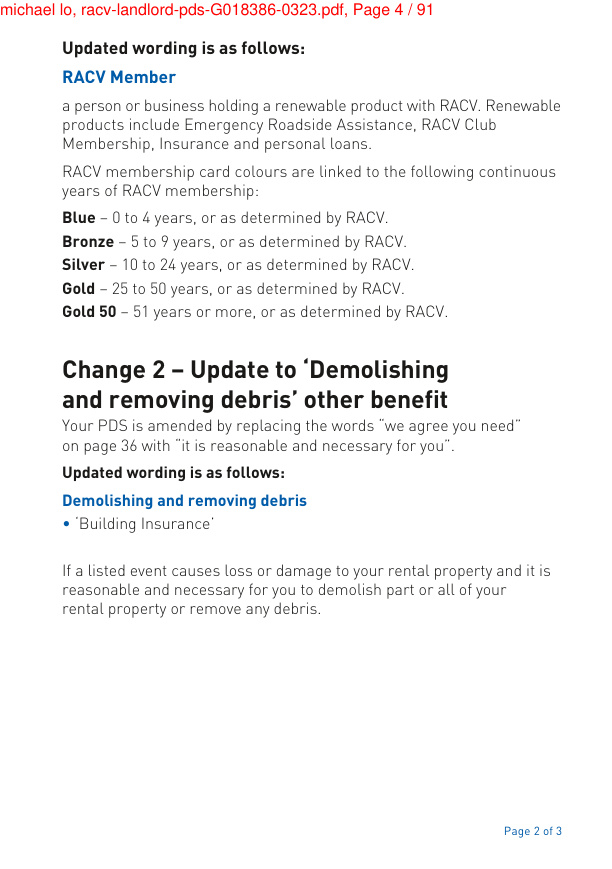 michael lo, racv-landlord-pds-G018386-0323.pdf, Page 4 / 91
Updated wording is as follows:
RACV Member
a person or business holding a renewable product with RACV. Renewable
products include Emergency Roadside Assistance, RACV Club
Membership, Insurance and personal loans.
RACV membership card colours are linked to the following continuous
years of RACV membership:
Blue – 0 to 4 years, or as determined by RACV.
Bronze – 5 to 9 years, or as determined by RACV.
Silver – 10 to 24 years, or as determined by RACV.
Gold – 25 to 50 years, or as determined by RACV.
Gold 50 – 51 years or more, or as determined by RACV.
Change 2 – Update to ‘Demolishing
and removing debris’ other benefit
Your PDS is amended by replacing the words “we agree you need”
on page 36 with “it is reasonable and necessary for you”.
Updated wording is as follows:
Demolishing and removing debris
• ‘Building Insurance’
If a listed event causes loss or damage to your rental property and it is
reasonable and necessary for you to demolish part or all of your
rental property or remove any debris.
Page 2 of 3